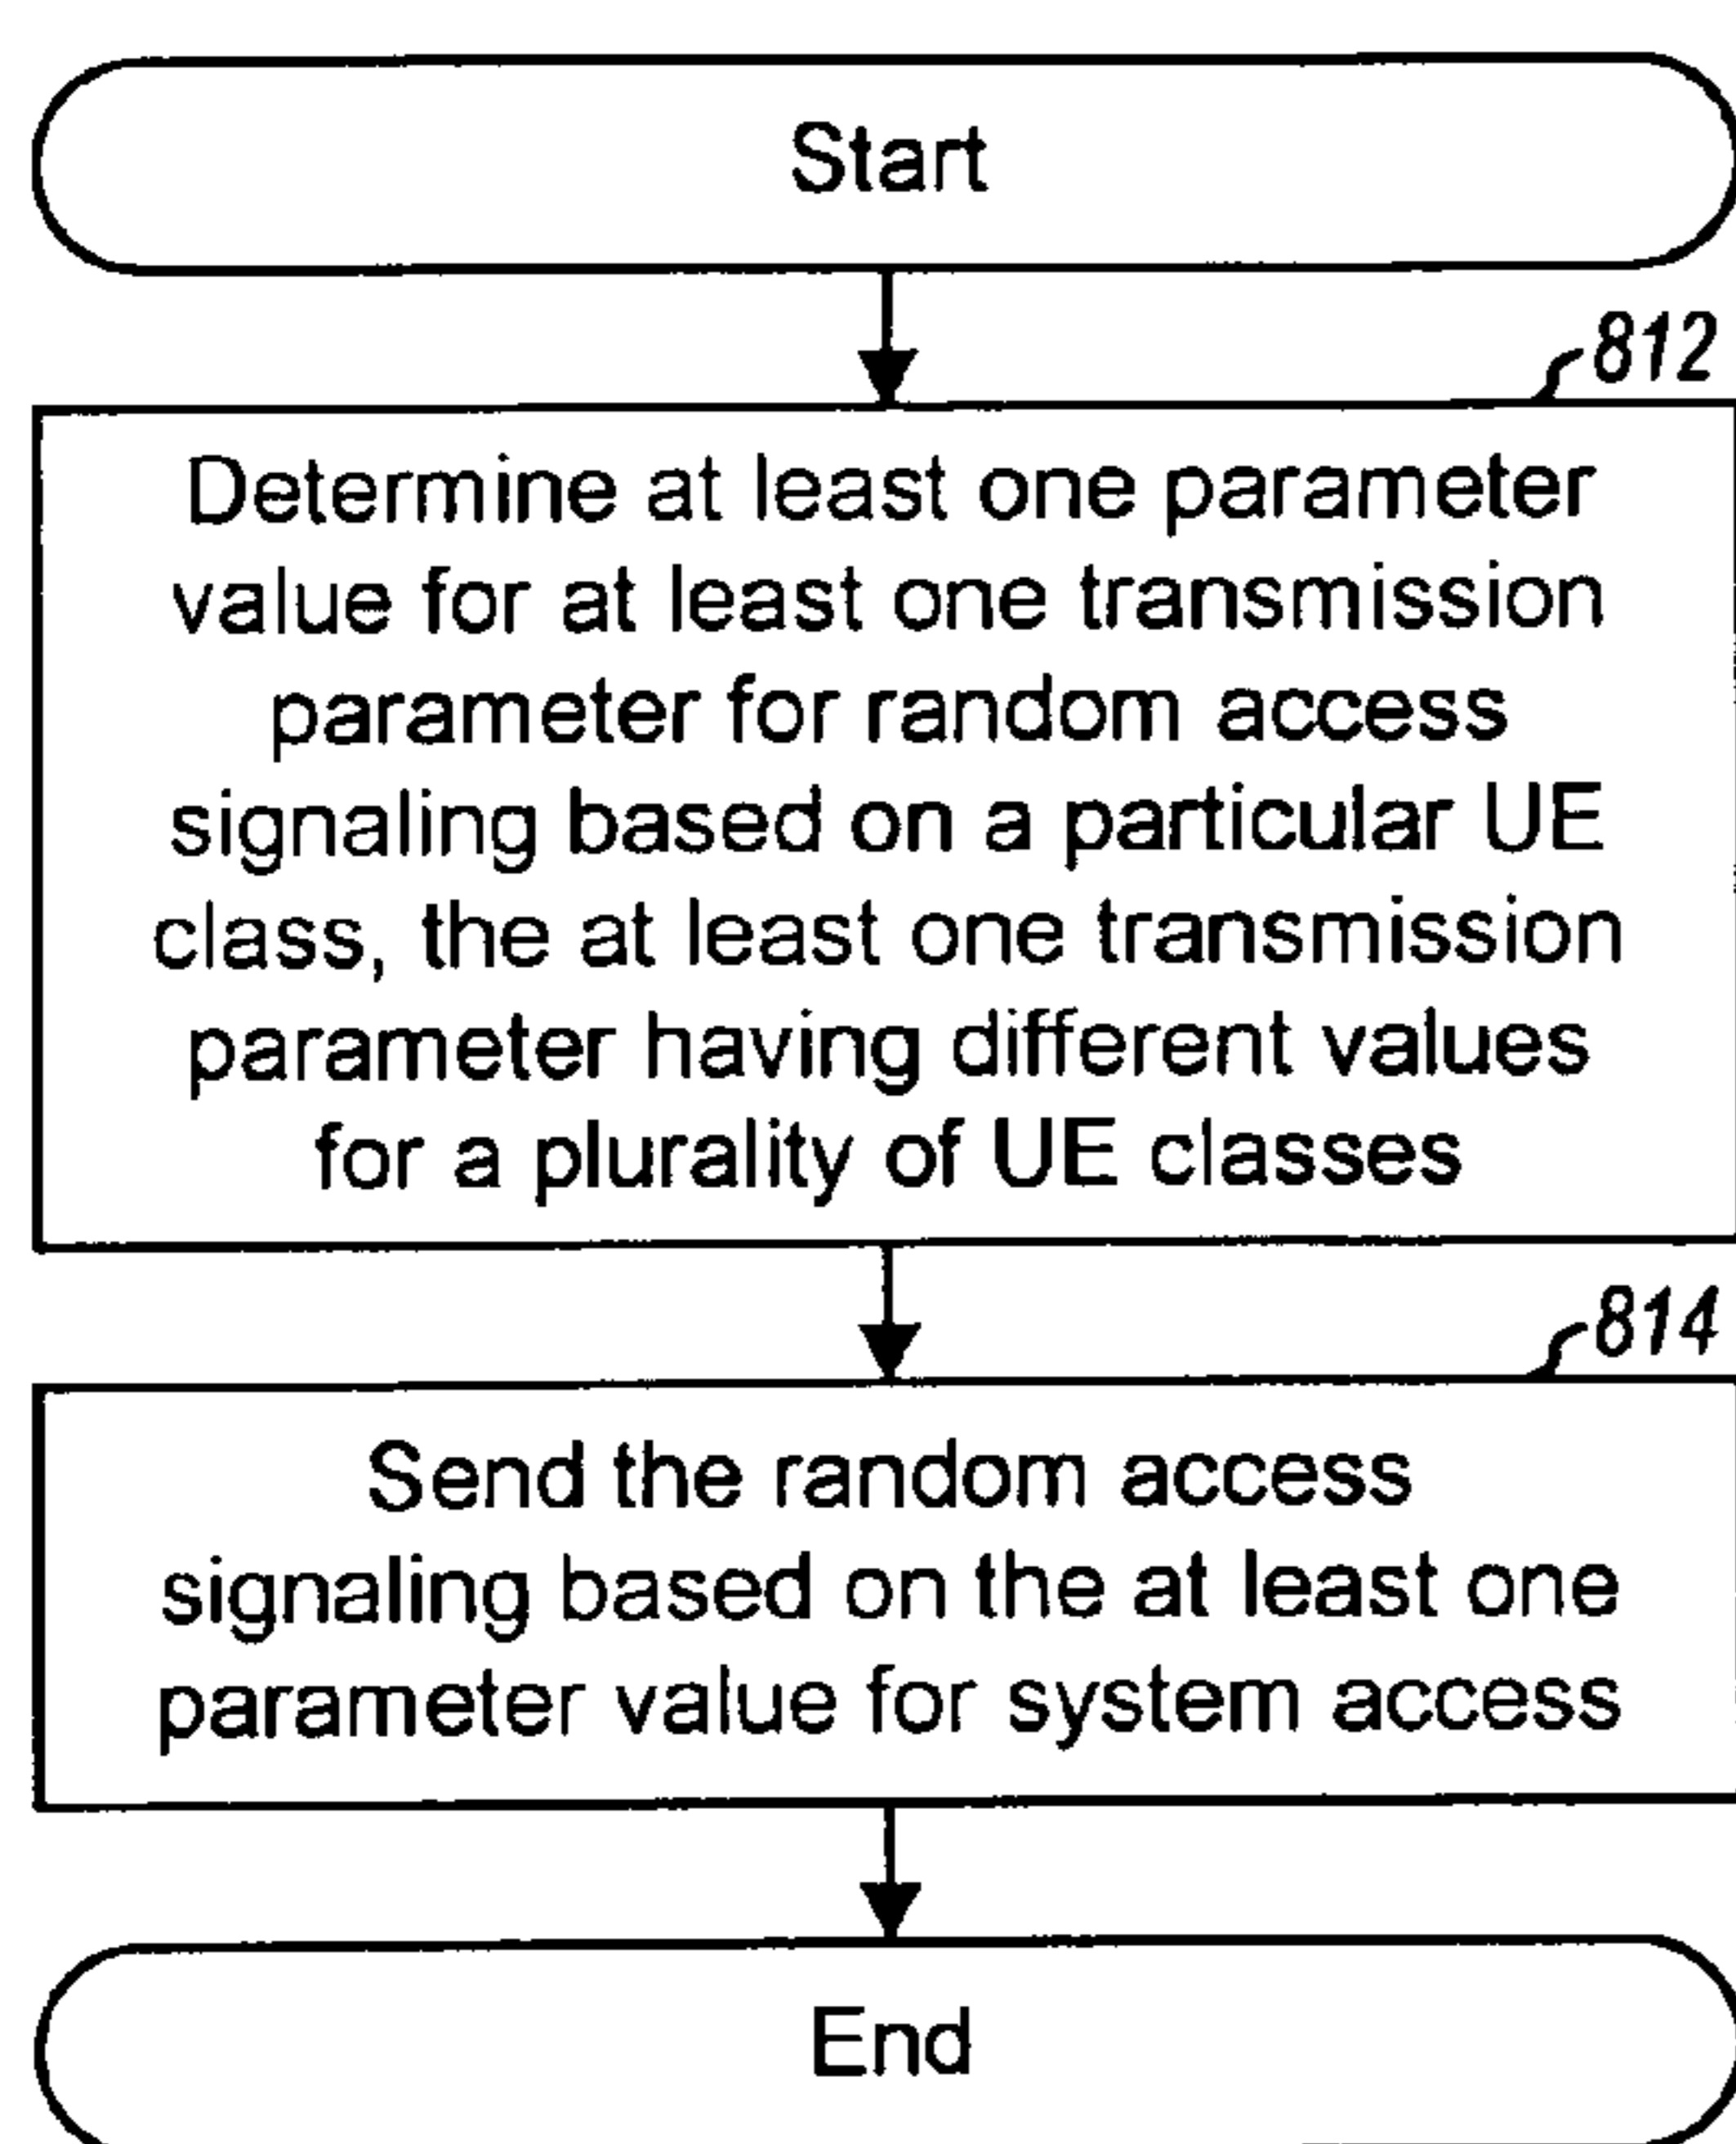 Start
812
Determine at least one parameter
value for at least one transmission
parameter for random access
signaling based on a particular UE
class, the at least one transmission
parameter having different values
for a plurality of UE classes
814
Send the random access
signaling based on the at least one
parameter value for system access
End